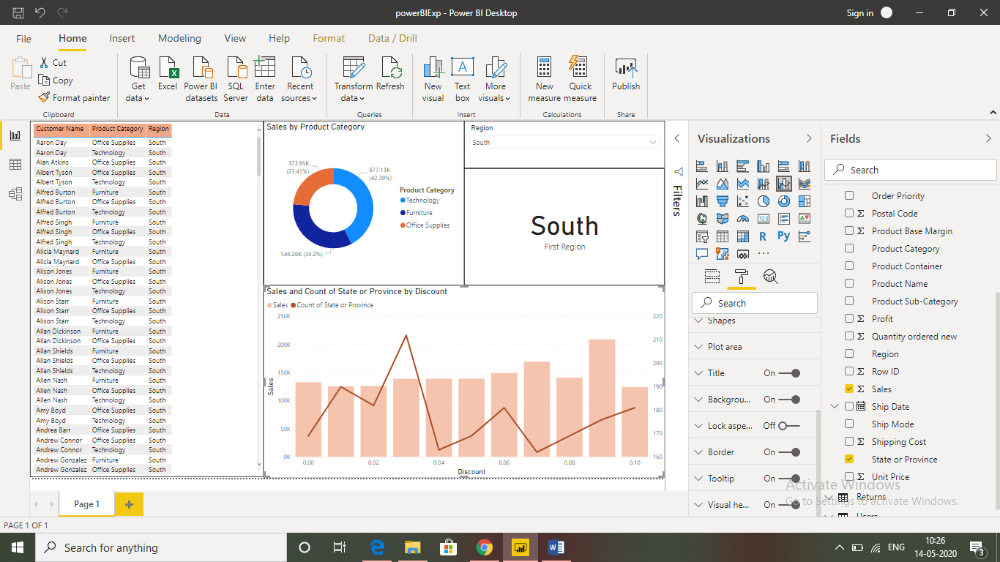 powerBIExp - Power BI Desktop
Sign in
File Home Insert Modeling View Help Format Data / Drill
Paste
Cut
Copy
Format painter
Clipboard
Get data
Excel
Power BI datasets
SQL Server
Enter data
Recent sources
Data
Transform data
Refresh
Queries
New visual
Text box
More visuals
Insert
New measure
Quick measure
Calculations
Publish
Share
Customer Name Product Category Region
Aaron Day Office Supplies South
Aaron Day Technology South
Alan Atkins Office Supplies South
Albert Tyson Office Supplies South
Albert Tyson Technology South
Alfred Burton Furniture South
Alfred Burton Office Supplies South
Alfred Burton Technology South
Alfred Singh Furniture South
Alfred Singh Office Supplies South
Alfred Singh Technology South
Alicia Maynard Furniture South
Alicia Maynard Office Supplies South
Alison Jones Furniture South
Alison Jones Office Supplies South
Alison Jones Technology South
Alison Starr Furniture South
Alison Starr Office Supplies South
Alison Starr Technology South
Allan Dickinson Furniture South
Allan Dickinson Office Supplies South
Allan Shields Furniture South
Allan Shields Office Supplies South
Allan Shields Technology South
Allen Nash Furniture South
Allen Nash Office Supplies South
Allen Nash Technology South
Amy Boyd Office Supplies South
Amy Boyd Technology South
Andrea Barr Office Supplies South
Andrew Connor Office Supplies South
Andrew Connor Technology South
Andrew Gonzalez Furniture South
Andrew Gonzalez Office Supplies South
Sales by Product Category
373.95K
(23.41%)
677.13K
(42.39%)
546.26K (34.2%)
Product Category
Technology
Furniture
Office Supplies
Region
South
South
First Region
Sales and Count of State or Province by Discount
Sales Count of State or Province
250K
200K
150K
100K
50K
0K
Sales
220
210
200
190
180
170
160
0.00 0.02 0.04 0.06 0.08 0.10
Discount
Filters
Visualizations
123
R
Py
Search
Shapes
Plot area
Title On
Backgrou... On
Lock aspe... Off
Border On
Tooltip On
Visual he... On
Fields
Search
Order Priority
Σ Postal Code
Σ Product Base Margin
Product Category
Product Container
Product Name
Product Sub-Category
Σ Profit
Σ Quantity ordered new
Region
Σ Row ID
Σ Sales
Ship Date
Ship Mode
Σ Shipping Cost
State or Province
Σ Unit Price
Returns
Users
Activate Windows
Go to Settings to activate Windows.
Page 1
+
PAGE 1 OF 1
Search for anything
ENG
10:26
14-05-2020
3